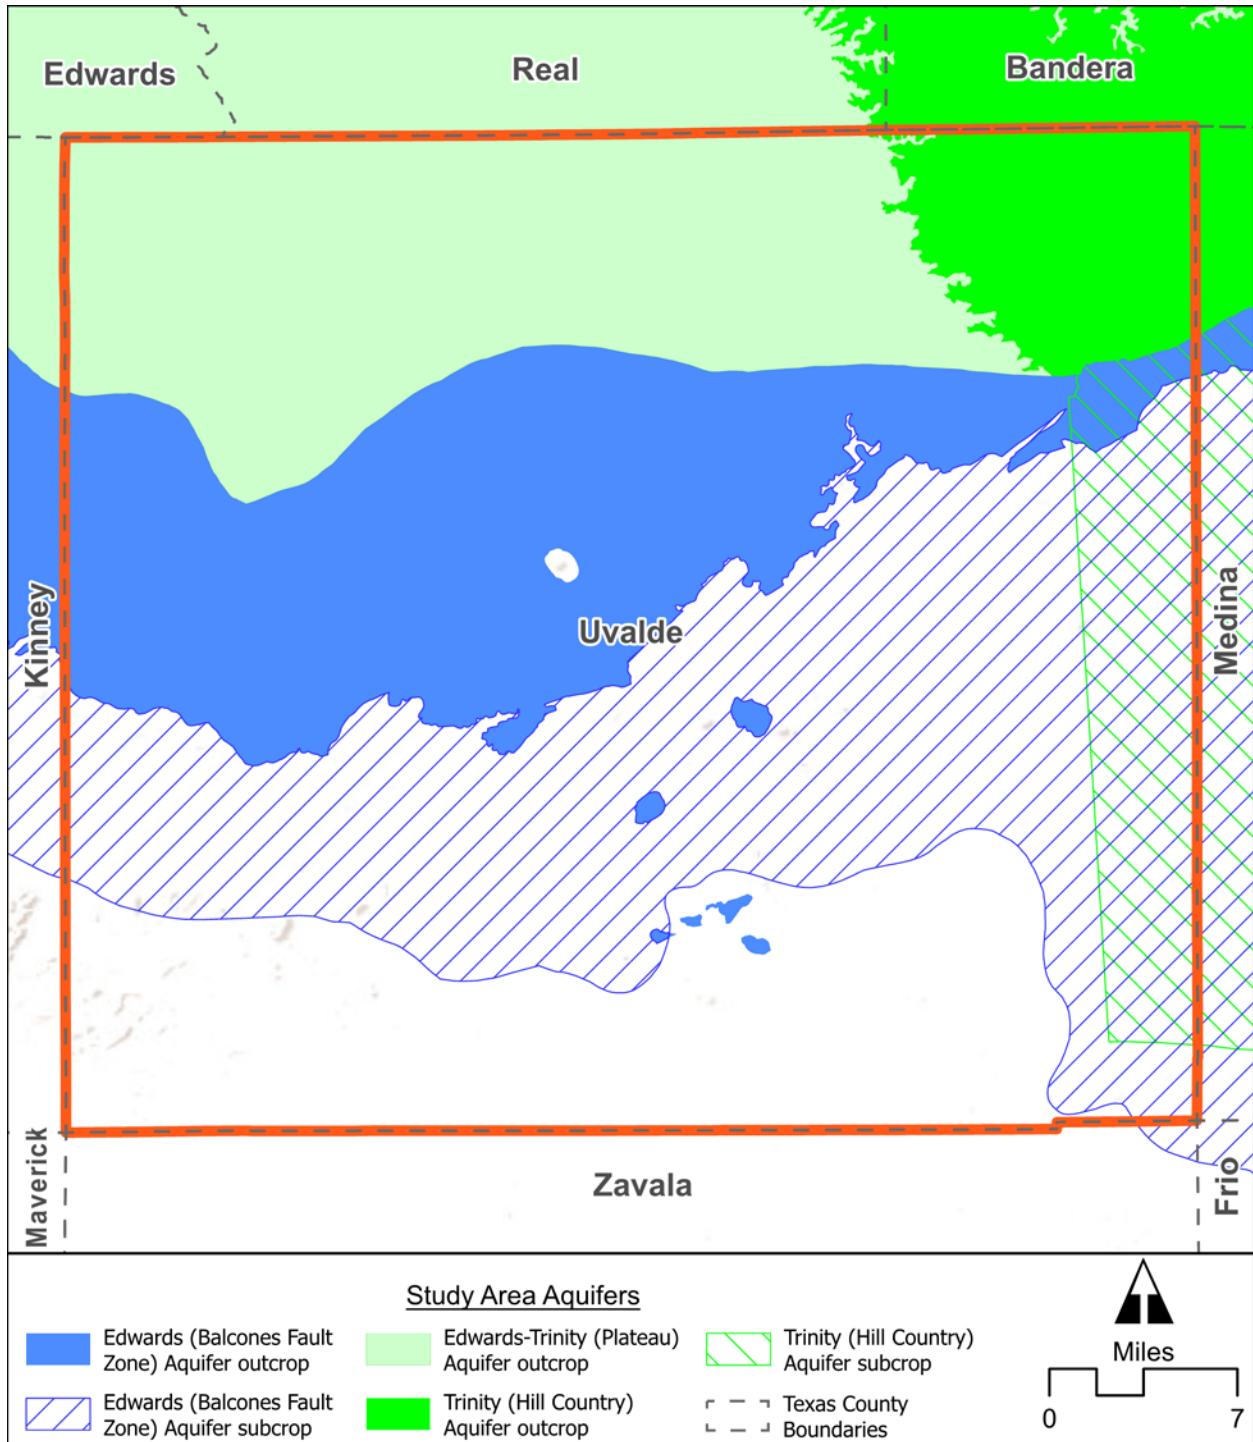 Edwards
Real
Bandera
Kinney
Uvalde
Medina
Maverick
Zavala
Frio
Study Area Aquifers
Edwards (Balcones Fault
Zone) Aquifer outcrop
Edwards (Balcones Fault
Zone) Aquifer subcrop
Edwards-Trinity (Plateau)
Aquifer outcrop
Trinity (Hill Country)
Aquifer outcrop
Trinity (Hill Country)
Aquifer subcrop
Texas County
Boundaries
Miles
0 7